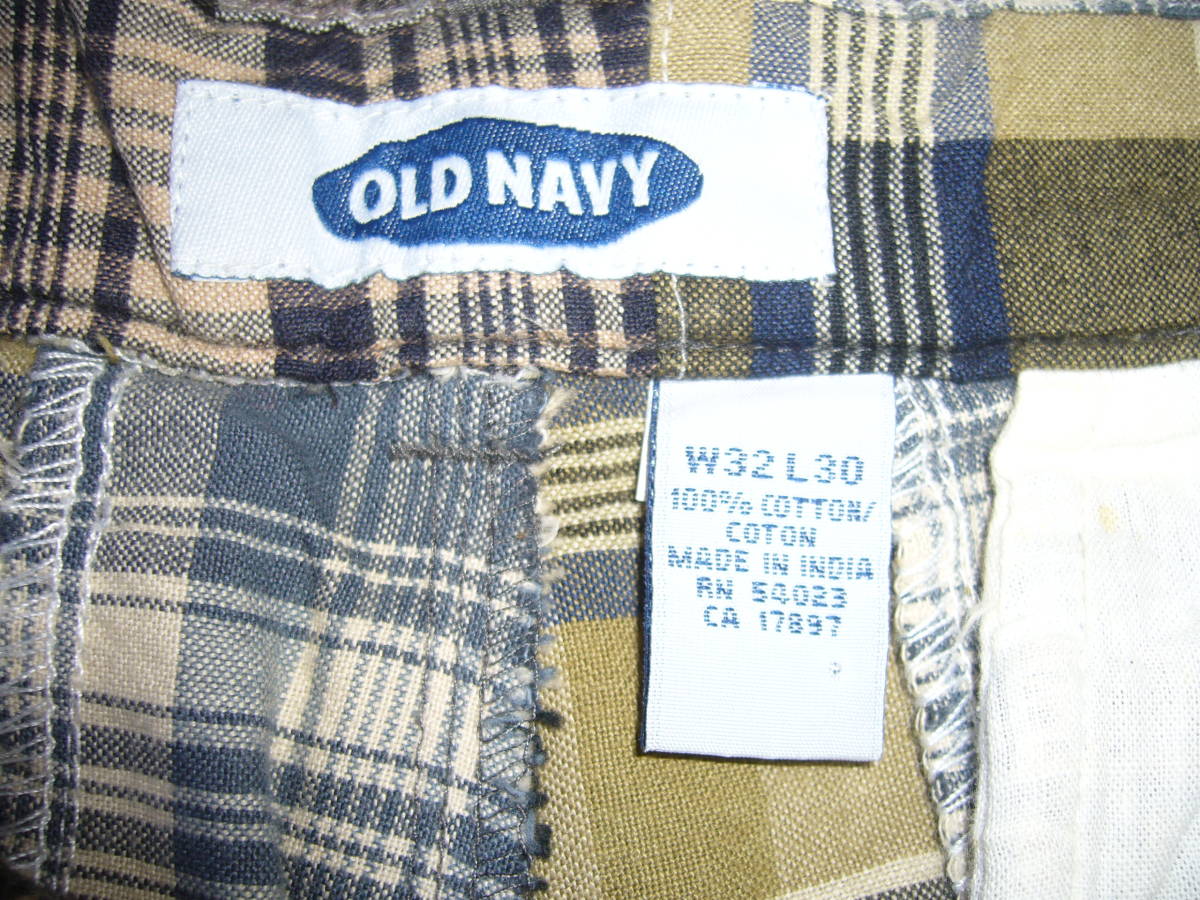 OLD NAVY
W32 L30
100% COTTON/
COTON
MADE IN INDIA
RN 54023
CA 17897